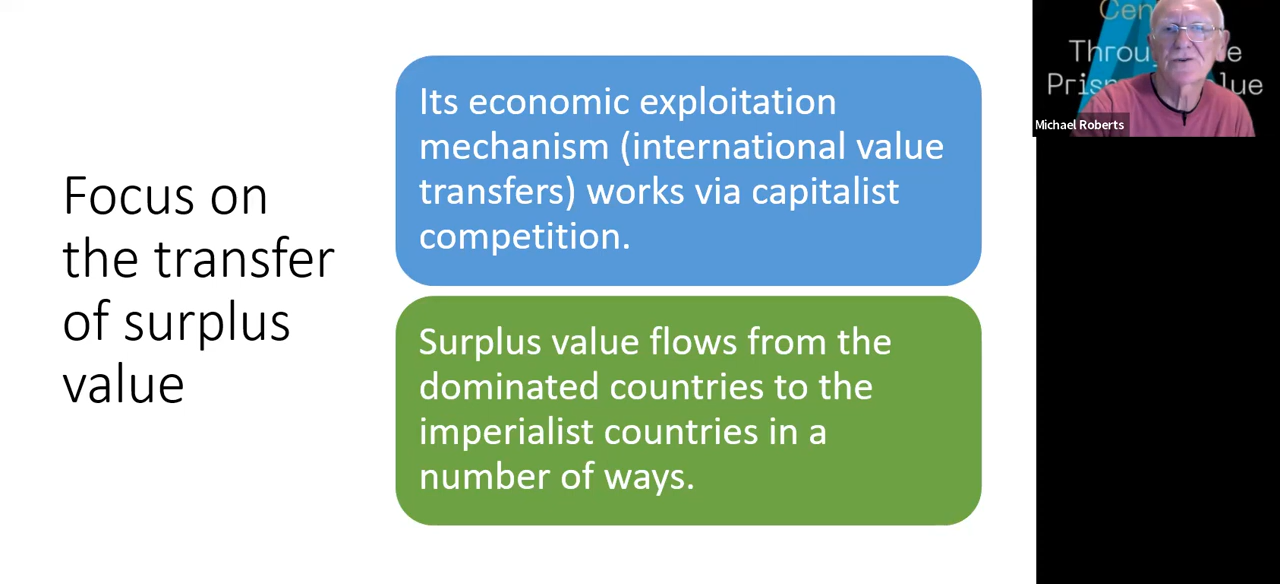 Focus on
the transfer
of surplus
value
Its economic exploitation
mechanism (international value
transfers) works via capitalist
competition.
Surplus value flows from the
dominated countries to the
imperialist countries in a
number of ways.
Michael Roberts